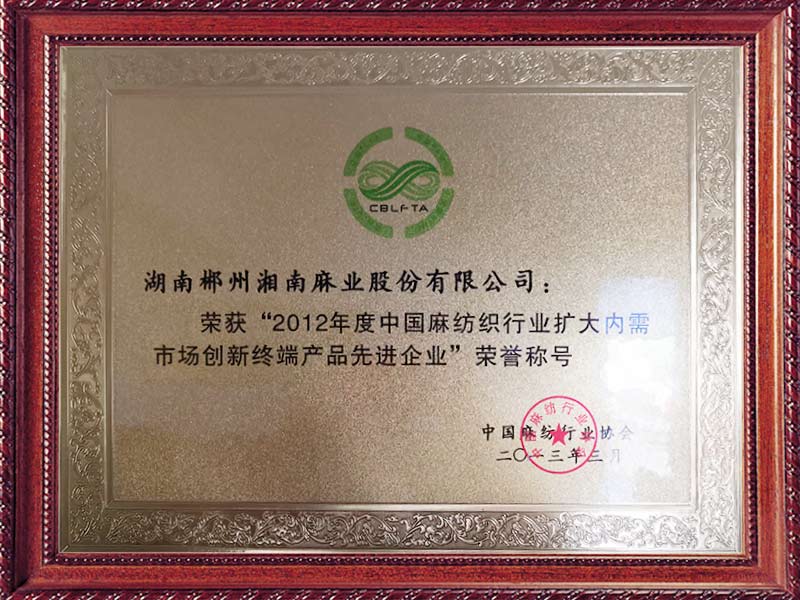 CBLFTA
湖南郴州湘南麻业股份有限公司：
荣获“2012年度中国麻纺织行业扩大内需
市场创新终端产品先进企业”荣誉称号
中国麻纺行业协会
二〇一三年三月